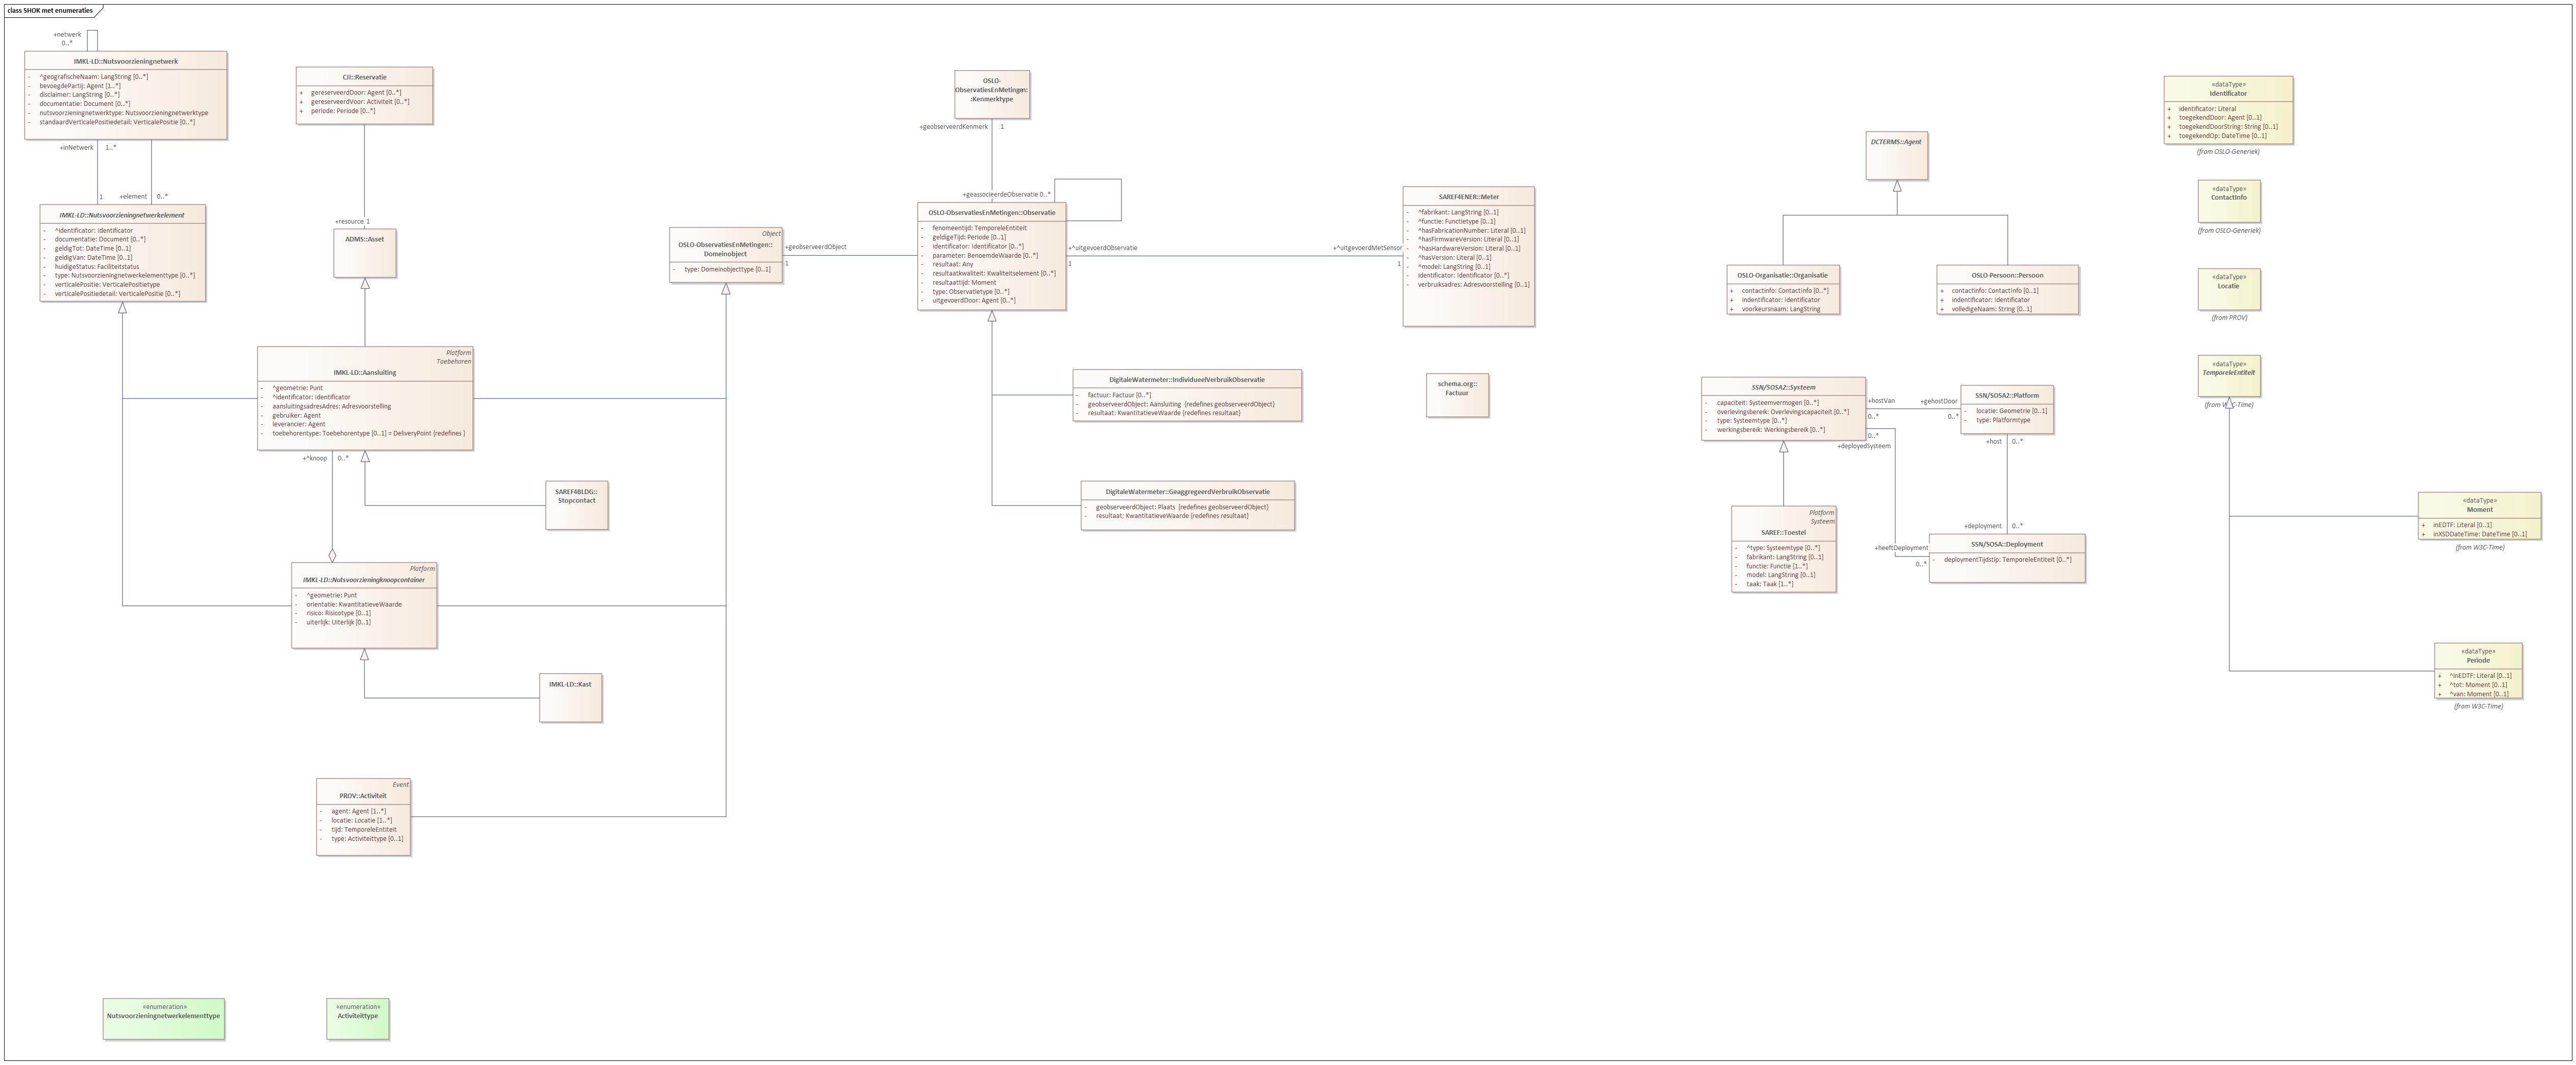 class SHOK met enumeraties
+netwerk
0..*
IMKL-LD::Nutsvoorzieningnetwerk
- ^geografischeNaam: LangString [0..*]
- bevoegdePartij: Agent [1..*]
- disclaimer: LangString [0..*]
- documentatie: Document [0..*]
- nutsvoorzieningnetwerktype: Nutsvoorzieningnetwerktype
- standaardVerticalePositiedetail: VerticalePositie [0..*]
+inNetwerk 1..*
1 +element 0..*
IMKL-LD::Nutsvoorzieningnetwerkelement
- ^identificator: Identificator
- documentatie: Document [0..*]
- geldigTot: DateTime [0..1]
- geldigVan: DateTime [0..1]
- huidigeStatus: Faciliteitstatus
- type: Nutsvoorzieningnetwerkelementtype [0..*]
- verticalePositie: VerticalePositietype
- verticalePositiedetail: VerticalePositie [0..*]
CJI::Reservatie
+ gereserveerdDoor: Agent [0..*]
+ gereserveerdVoor: Activiteit [0..*]
+ periode: Periode [0..*]
+resource 1
ADMS::Asset
Platform
Toebehoren
IMKL-LD::Aansluiting
- ^geometrie: Punt
- ^identificator: Identificator
- aansluitingsadresAdres: Adresvoorstelling
- gebruiker: Agent
- leverancier: Agent
- toebehorentype: Toebehorentype [0..1] = DeliveryPoint {redefines }
+^knoop 0..*
SAREF4BLDG::
Stopcontact
Platform
IMKL-LD::Nutsvoorzieningknoopcontainer
- ^geometrie: Punt
- orientatie: KwantitatieveWaarde
- risico: Risicotype [0..1]
- uiterlijk: Uiterlijk [0..1]
IMKL-LD::Kast
Event
PROV::Activiteit
- agent: Agent [1..*]
- locatie: Locatie [1..*]
- tijd: TemporeleEntiteit
- type: Activiteittype [0..1]
«enumeration»
Nutsvoorzieningnetwerkelementtype
«enumeration»
Activiteittype
Object
OSLO-ObservatiesEnMetingen::
Domeinobject
- type: Domeinobjecttype [0..1]
+geobserveerdObject
1
OSLO-
ObservatiesEnMetingen:
:Kenmerktype
+geobserveerdKenmerk 1
+geassocieerdeObservatie 0..*
OSLO-ObservatiesEnMetingen::Observatie
- fenomeentijd: TemporeleEntiteit
- geldigeTijd: Periode [0..1]
- identificator: Identificator [0..*]
- parameter: BenoemdeWaarde [0..*]
- resultaat: Any
- resultaatkwaliteit: Kwaliteitselement [0..*]
- resultaattijd: Moment
- type: Observatietype [0..*]
- uitgevoerdDoor: Agent [0..*]
+^uitgevoerdObservatie
1
+^uitgevoerdMetSensor
1
SAREF4ENER::Meter
- ^fabrikant: LangString [0..1]
- ^functie: Functietype [0..1]
- ^hasFabricationNumber: Literal [0..1]
- ^hasFirmwareVersion: Literal [0..1]
- ^hasHardwareVersion: Literal [0..1]
- ^hasVersion: Literal [0..1]
- ^model: LangString [0..1]
- identificator: Identificator [0..*]
- verbruiksadres: Adresvoorstelling [0..1]
DigitaleWatermeter::IndividueelVerbruikObservatie
- factuur: Factuur [0..*]
- geobserveerdObject: Aansluiting {redefines geobserveerdObject}
- resultaat: KwantitatieveWaarde {redefines resultaat}
schema.org::
Factuur
DigitaleWatermeter::GeaggregeerdVerbruikObservatie
- geobserveerdObject: Plaats {redefines geobserveerdObject}
- resultaat: KwantitatieveWaarde {redefines resultaat}
DCTERMS::Agent
OSLO-Organisatie::Organisatie
+ contactinfo: ContactInfo [0..*]
+ indentificator: Identificator
+ voorkeursnaam: LangString
OSLO-Persoon::Persoon
+ contactinfo: ContactInfo [0..1]
+ indentificator: Identificator
+ volledigeNaam: String [0..1]
SSN/SOSA2::Systeem
- capaciteit: Systeemvermogen [0..*]
- overlevingsbereik: Overlevingscapaciteit [0..*]
- type: Systeemtype [0..*]
- werkingsbereik: Werkingsbereik [0..*]
+hostVan
0..*
+gehostDoor
0..*
SSN/SOSA2::Platform
- locatie: Geometrie [0..1]
- type: Platformtype
0..*
+deployedSysteem
+host 0..*
Platform
Systeem
SAREF::Toestel
- ^type: Systeemtype [0..*]
- fabrikant: LangString [0..1]
- functie: Functie [1..*]
- model: LangString [0..1]
- taak: Taak [1..*]
+deployment 0..*
+heeftDeployment
0..*
SSN/SOSA::Deployment
- deploymentTijdstip: TemporeleEntiteit [0..*]
«dataType»
Identificator
+ identificator: Literal
+ toegekendDoor: Agent [0..1]
+ toegekendDoorString: String [0..1]
+ toegekendOp: DateTime [0..1]
(from OSLO-Generiek)
«dataType»
ContactInfo
(from OSLO-Generiek)
«dataType»
Locatie
(from PROV)
«dataType»
TemporeleEntiteit
(from W3C-Time)
«dataType»
Moment
+ inEDTF: Literal [0..1]
+ inXSDDateTime: DateTime [0..1]
(from W3C-Time)
«dataType»
Periode
+ ^inEDTF: Literal [0..1]
+ ^tot: Moment [0..1]
+ ^van: Moment [0..1]
(from W3C-Time)